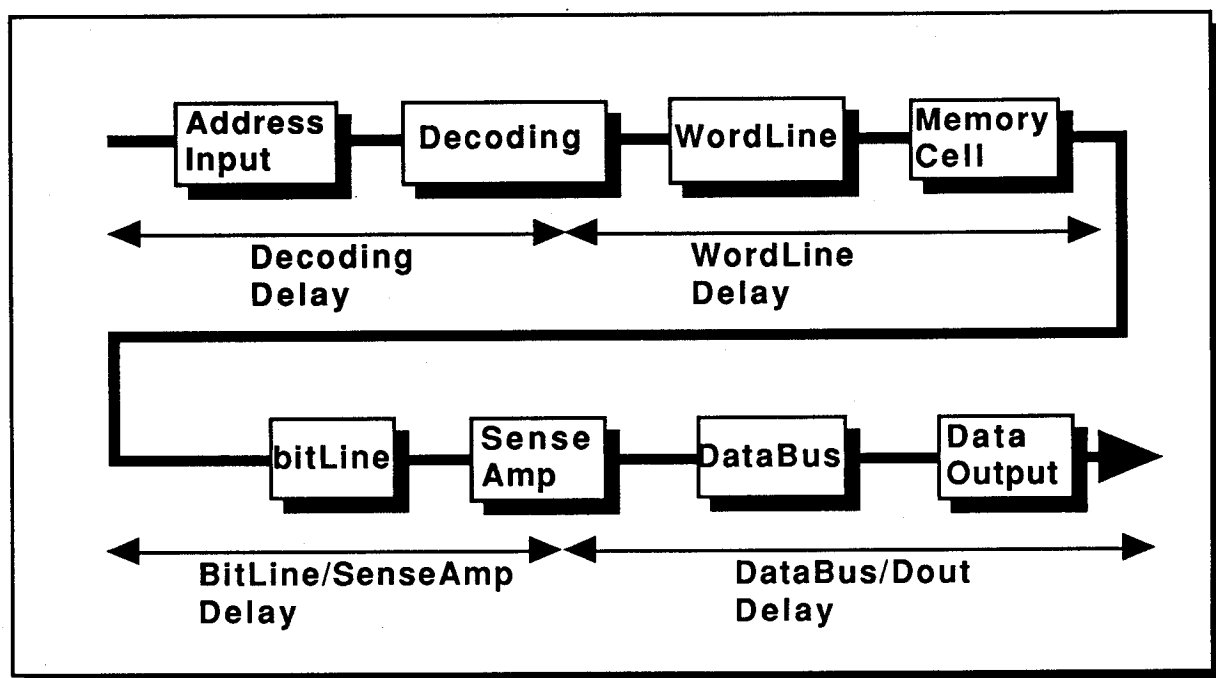 Address
Input
Decoding
WordLine
Memory
Cell
Decoding
Delay
WordLine
Delay
bitLine
Sense
Amp
DataBus
Data
Output
BitLine/SenseAmp
Delay
DataBus/Dout
Delay